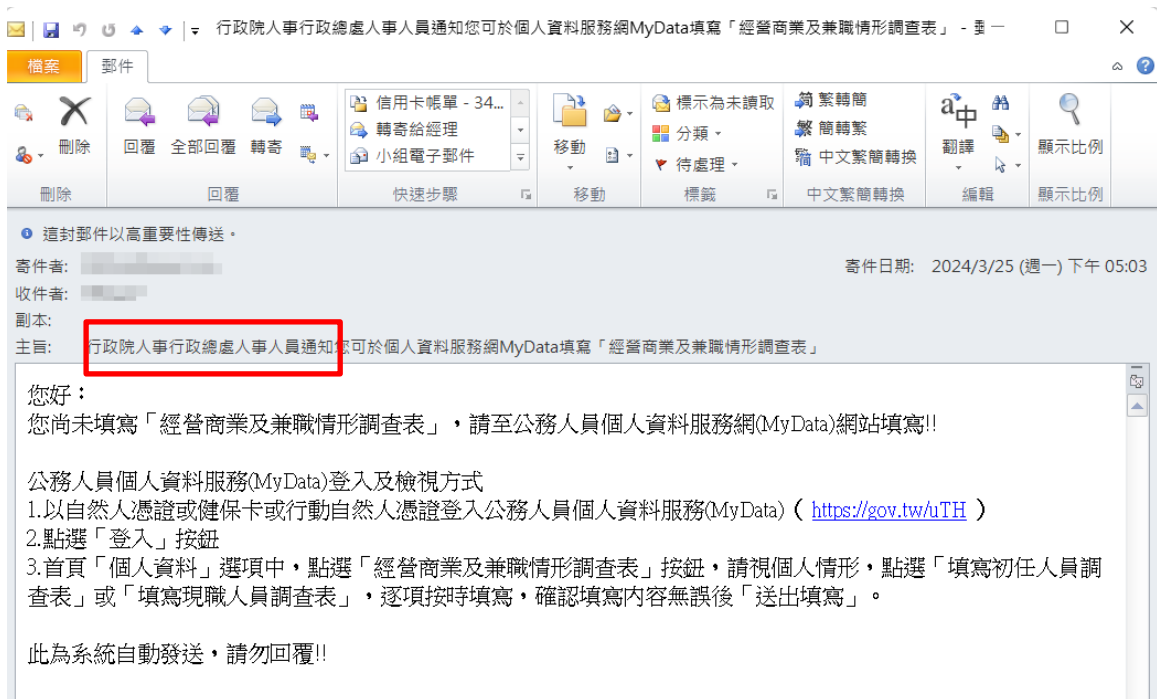 行政院人事行政總處人事人員通知您可於個人資料服務網MyData填寫「經營商業及兼職情形調查表」 - 郵
檔案 郵件
刪除 回覆 全部回覆 轉寄
信用卡帳單 - 34...
轉寄給經理
小組電子郵件
移動
標示為未讀取
分類
待處理
简 繁轉簡
繁 簡轉繁
中文繁簡轉換
翻譯
顯示比例
刪除 回覆 快速步驟 移動 標籤 中文繁簡轉換 編輯 顯示比例
這封郵件以高重要性傳送。
寄件者: 寄件日期: 2024/3/25 (週一) 下午 05:03
收件者:
副本:
主旨: 行政院人事行政總處人事人員通知您可於個人資料服務網MyData填寫「經營商業及兼職情形調查表」
您好：
您尚未填寫「經營商業及兼職情形調查表」，請至公務人員個人資料服務網(MyData)網站填寫!!
公務人員個人資料服務(MyData)登入及檢視方式
1.以自然人憑證或健保卡或行動自然人憑證登入公務人員個人資料服務(MyData)（ https://gov.tw/uTH ）
2.點選「登入」按鈕
3.首頁「個人資料」選項中，點選「經營商業及兼職情形調查表」按鈕，請視個人情形，點選「填寫初任人員調
查表」或「填寫現職人員調查表」，逐項按時填寫，確認填寫內容無誤後「送出填寫」。
此為系統自動發送，請勿回覆!!